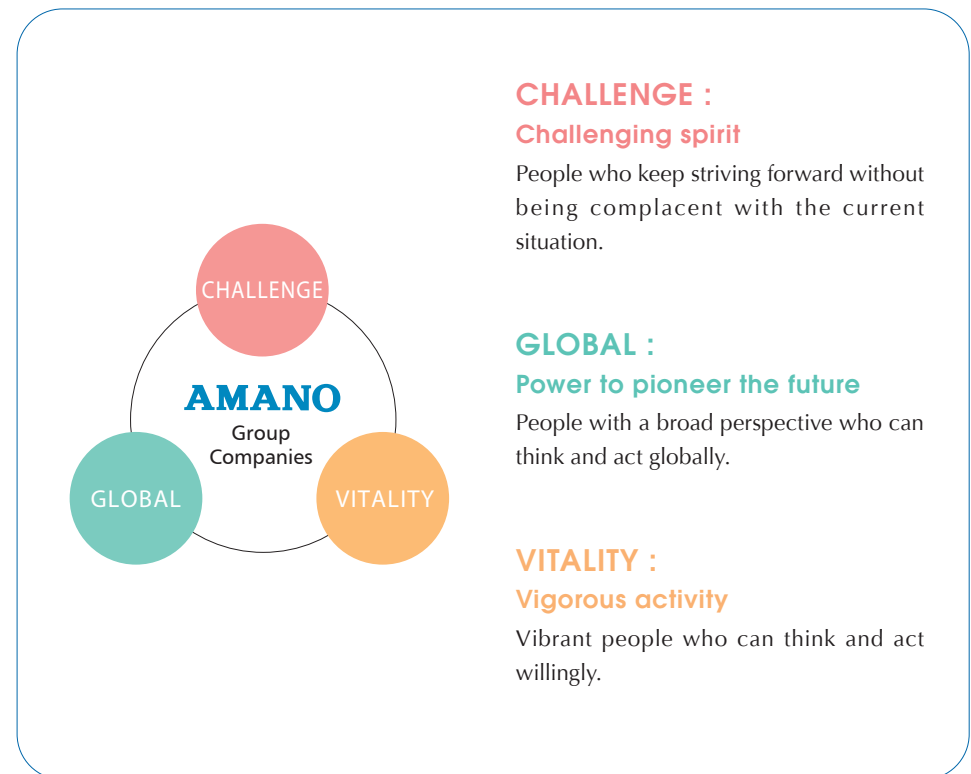 CHALLENGE
AMANO
Group
Companies
GLOBAL
VITALITY
CHALLENGE :
Challenging spirit
People who keep striving forward without
being complacent with the current
situation.
GLOBAL :
Power to pioneer the future
People with a broad perspective who can
think and act globally.
VITALITY :
Vigorous activity
Vibrant people who can think and act
willingly.